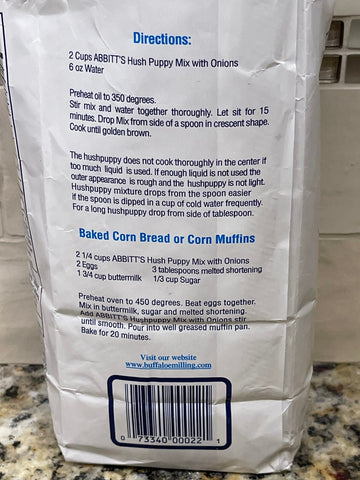 Directions:
2 Cups ABBITT'S Hush Puppy Mix with Onions
6 oz Water
Preheat oil to 350 degrees.
Stir mix and water together thoroughly. Let sit for 15
minutes. Drop Mix from side of a spoon in crescent shape.
Cook until golden brown.
The hushpuppy does not cook thoroughly in the center if
too much liquid is used. If enough liquid is not used the
outer appearance is rough and the hushpuppy is not light.
Hushpuppy mixture drops from the spoon easier
if the spoon is dipped in a cup of cold water frequently.
For a long hushpuppy drop from side of tablespoon.
Baked Corn Bread or Corn Muffins
2 1/4 cups ABBITT'S Hush Puppy Mix with Onions
2 Eggs 3 tablespoons melted shortening
1 3/4 cup buttermilk 1/3 cup Sugar
Preheat oven to 450 degrees. Beat eggs together.
Mix in buttermilk, sugar and melted shortening.
Add ABBITT'S Hushpuppy Mix with Onions stir
until smooth. Pour into well greased muffin pan.
Bake for 20 minutes.
Visit our website
www.buffaloemilling.com
0 73340 00022 1